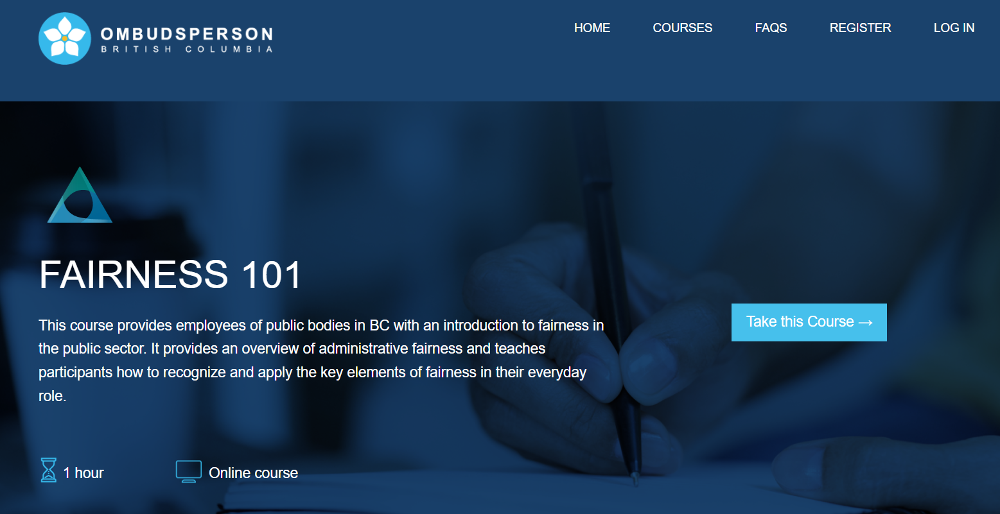 OMBUDSPERSON
BRITISH COLUMBIA
HOME
COURSES
FAQS
REGISTER
LOG IN
FAIRNESS 101
This course provides employees of public bodies in BC with an introduction to fairness in
the public sector. It provides an overview of administrative fairness and teaches
participants how to recognize and apply the key elements of fairness in their everyday
role.
Take this Course →
1 hour
Online course